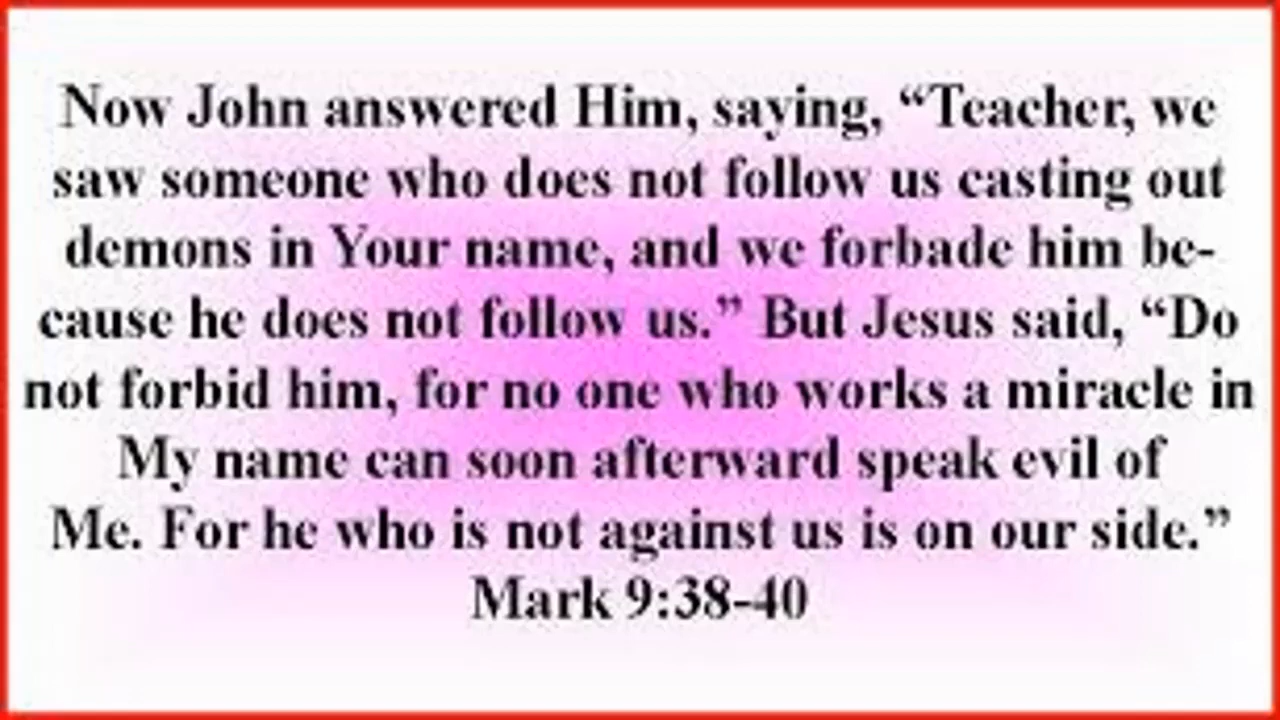 Now John answered Him, saying, “Teacher, we
saw someone who does not follow us casting out
demons in Your name, and we forbade him be-
cause he does not follow us.” But Jesus said, “Do
not forbid him, for no one who works a miracle in
My name can soon afterward speak evil of
Me. For he who is not against us is on our side.”
Mark 9:38-40